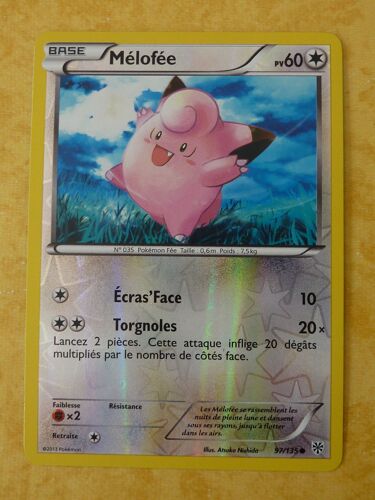 BASE Mélofée PV60
N° 035 Pokémon Fée Taille : 0,6m Poids : 7,5kg
Écras'Face 10
Torgnoles 20×
Lancez 2 pièces. Cette attaque inflige 20 dégâts
multipliés par le nombre de côtés face.
Faiblesse Résistance
×2
Retraite
Les Mélofée se rassemblent les
nuits de pleine lune et dansent
sous ses rayons, jusqu'à flotter
dans les airs.
©2013 Pokémon Illus. Atsuko Nishida 97/135